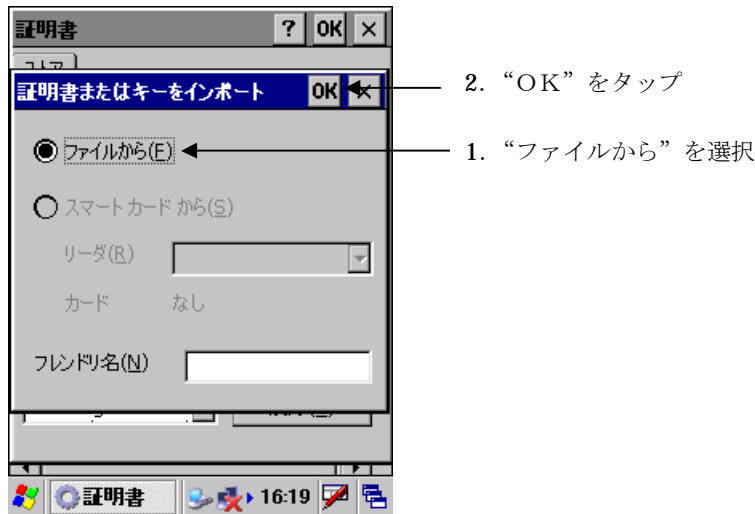 証明書 ? OK ×
ストア
証明書またはキーをインポート OK ×
2. “OK”をタップ
ファイルから(F)
1. “ファイルから”を選択
スマート カード から(S)
リーダ(R)
カード なし
フレンドリ名(N)
証明書 16:19